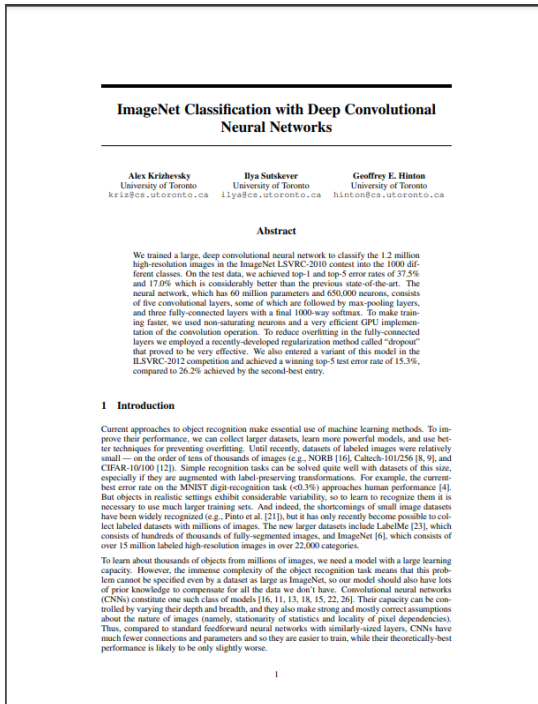 ImageNet Classification with Deep Convolutional
Neural Networks
Alex Krizhevsky
University of Toronto
kriz@cs.utoronto.ca
Ilya Sutskever
University of Toronto
ilya@cs.utoronto.ca
Geoffrey E. Hinton
University of Toronto
hinton@cs.utoronto.ca
Abstract
We trained a large, deep convolutional neural network to classify the 1.2 million
high-resolution images in the ImageNet LSVRC-2010 contest into the 1000 dif-
ferent classes. On the test data, we achieved top-1 and top-5 error rates of 37.5%
and 17.0% which is considerably better than the previous state-of-the-art. The
neural network, which has 60 million parameters and 650,000 neurons, consists
of five convolutional layers, some of which are followed by max-pooling layers,
and three fully-connected layers with a final 1000-way softmax. To make train-
ing faster, we used non-saturating neurons and a very efficient GPU implemen-
tation of the convolution operation. To reduce overfitting in the fully-connected
layers we employed a recently-developed regularization method called “dropout”
that proved to be very effective. We also entered a variant of this model in the
ILSVRC-2012 competition and achieved a winning top-5 test error rate of 15.3%,
compared to 26.2% achieved by the second-best entry.
1 Introduction
Current approaches to object recognition make essential use of machine learning methods. To im-
prove their performance, we can collect larger datasets, learn more powerful models, and use bet-
ter techniques for preventing overfitting. Until recently, datasets of labeled images were relatively
small — on the order of tens of thousands of images (e.g., NORB [16], Caltech-101/256 [8, 9], and
CIFAR-10/100 [12]). Simple recognition tasks can be solved quite well with datasets of this size,
especially if they are augmented with label-preserving transformations. For example, the current-
best error rate on the MNIST digit-recognition task (<0.3%) approaches human performance [4].
But objects in realistic settings exhibit considerable variability, so to learn to recognize them it is
necessary to use much larger training sets. And indeed, the shortcomings of small image datasets
have been widely recognized (e.g., Pinto et al. [21]), but it has only recently become possible to col-
lect labeled datasets with millions of images. The new larger datasets include LabelMe [23], which
consists of hundreds of thousands of fully-segmented images, and ImageNet [6], which consists of
over 15 million labeled high-resolution images in over 22,000 categories.
To learn about thousands of objects from millions of images, we need a model with a large learning
capacity. However, the immense complexity of the object recognition task means that this prob-
lem cannot be specified even by a dataset as large as ImageNet, so our model should also have lots
of prior knowledge to compensate for all the data we don’t have. Convolutional neural networks
(CNNs) constitute one such class of models [16, 11, 13, 18, 15, 22, 26]. Their capacity can be con-
trolled by varying their depth and breadth, and they also make strong and mostly correct assumptions
about the nature of images (namely, stationarity of statistics and locality of pixel dependencies).
Thus, compared to standard feedforward neural networks with similarly-sized layers, CNNs have
much fewer connections and parameters and so they are easier to train, while their theoretically-best
performance is likely to be only slightly worse.
1